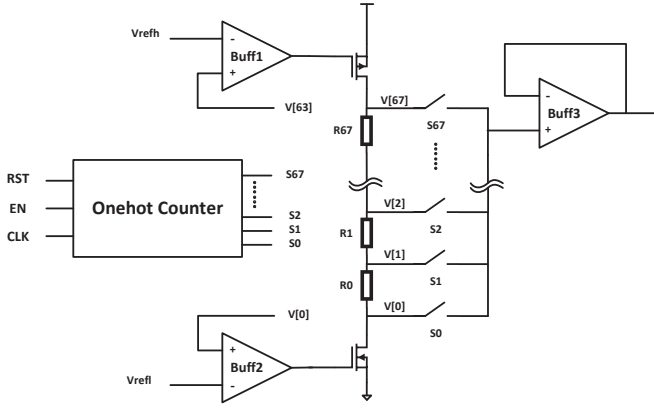 Vrefh
-
+
Buff1
V[63]
V[67]
S67
R67
-
+
Buff3
RST
EN
CLK
Onehot Counter
S67
S2
S1
S0
V[2]
S2
R1
V[1]
S1
R0
V[0]
S0
V[0]
+
-
Buff2
Vrefl